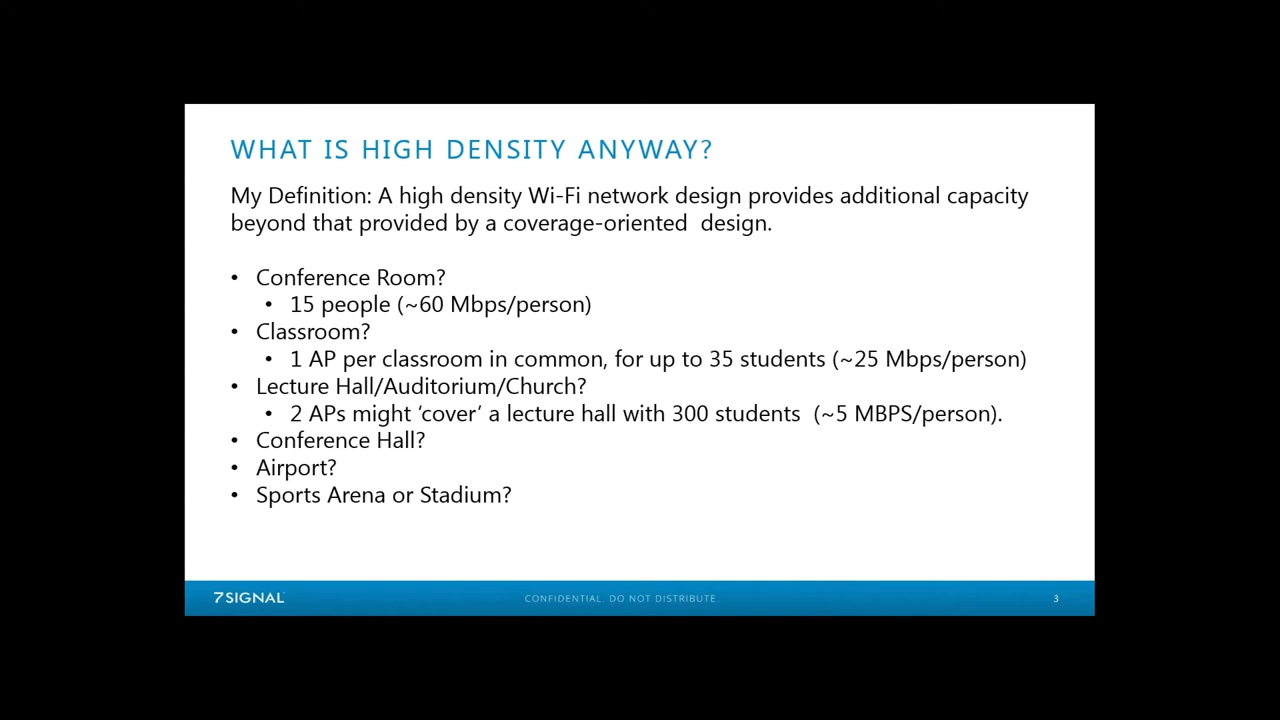 WHAT IS HIGH DENSITY ANYWAY?
My Definition: A high density Wi-Fi network design provides additional capacity
beyond that provided by a coverage-oriented  design.
• Conference Room?
• 15 people (~60 Mbps/person)
• Classroom?
• 1 AP per classroom in common, for up to 35 students (~25 Mbps/person)
• Lecture Hall/Auditorium/Church?
• 2 APs might ‘cover’ a lecture hall with 300 students  (~5 MBPS/person).
• Conference Hall?
• Airport?
• Sports Arena or Stadium?
7SIGNAL
CONFIDENTIAL. DO NOT DISTRIBUTE.
3